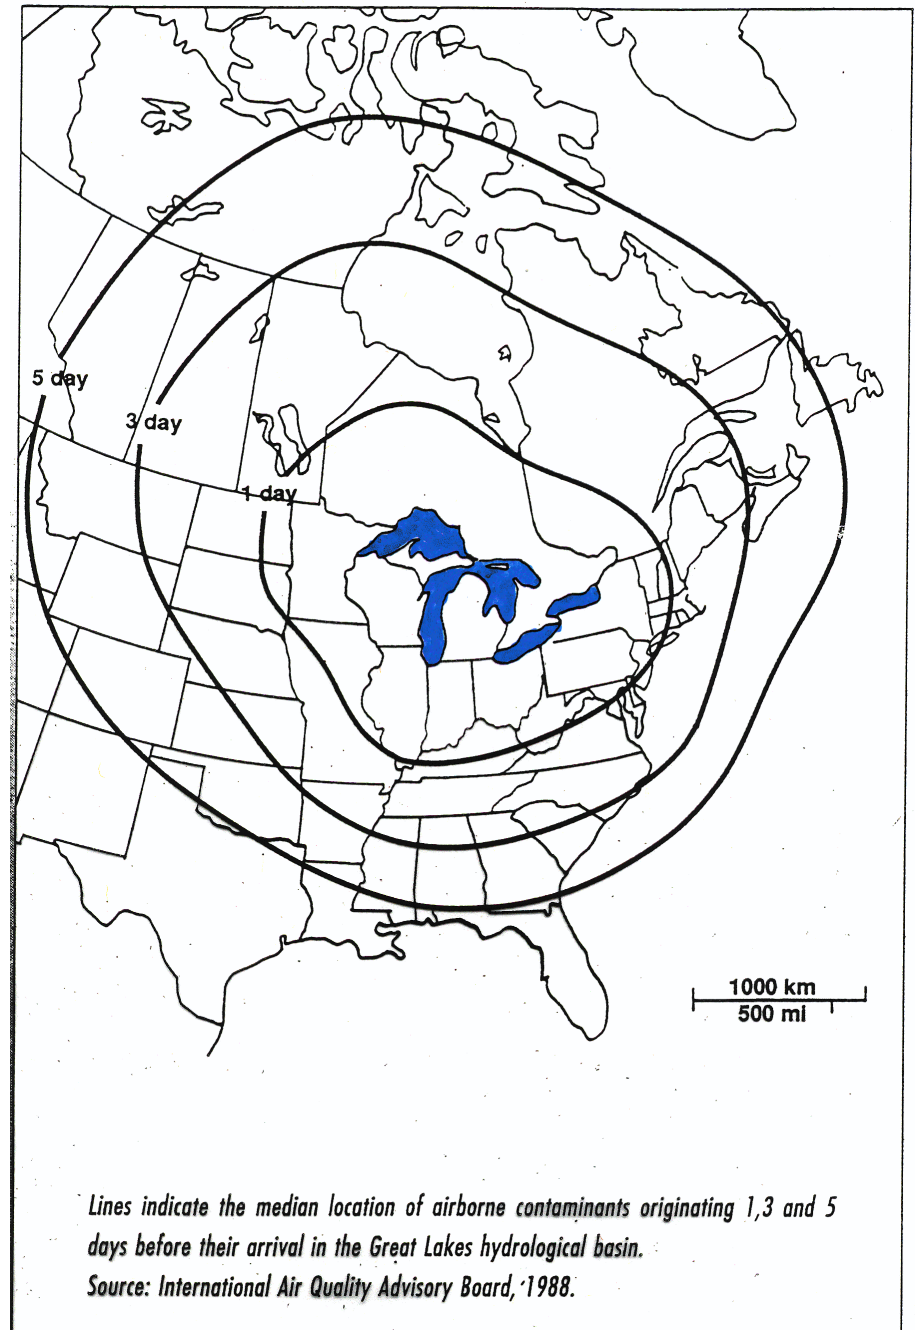 5 day
3 day
1 day
1000 km
500 mi
Lines indicate the median location of airborne contaminants originating 1,3 and 5
days before their arrival in the Great Lakes hydrological basin.
Source: International Air Quality Advisory Board, 1988.